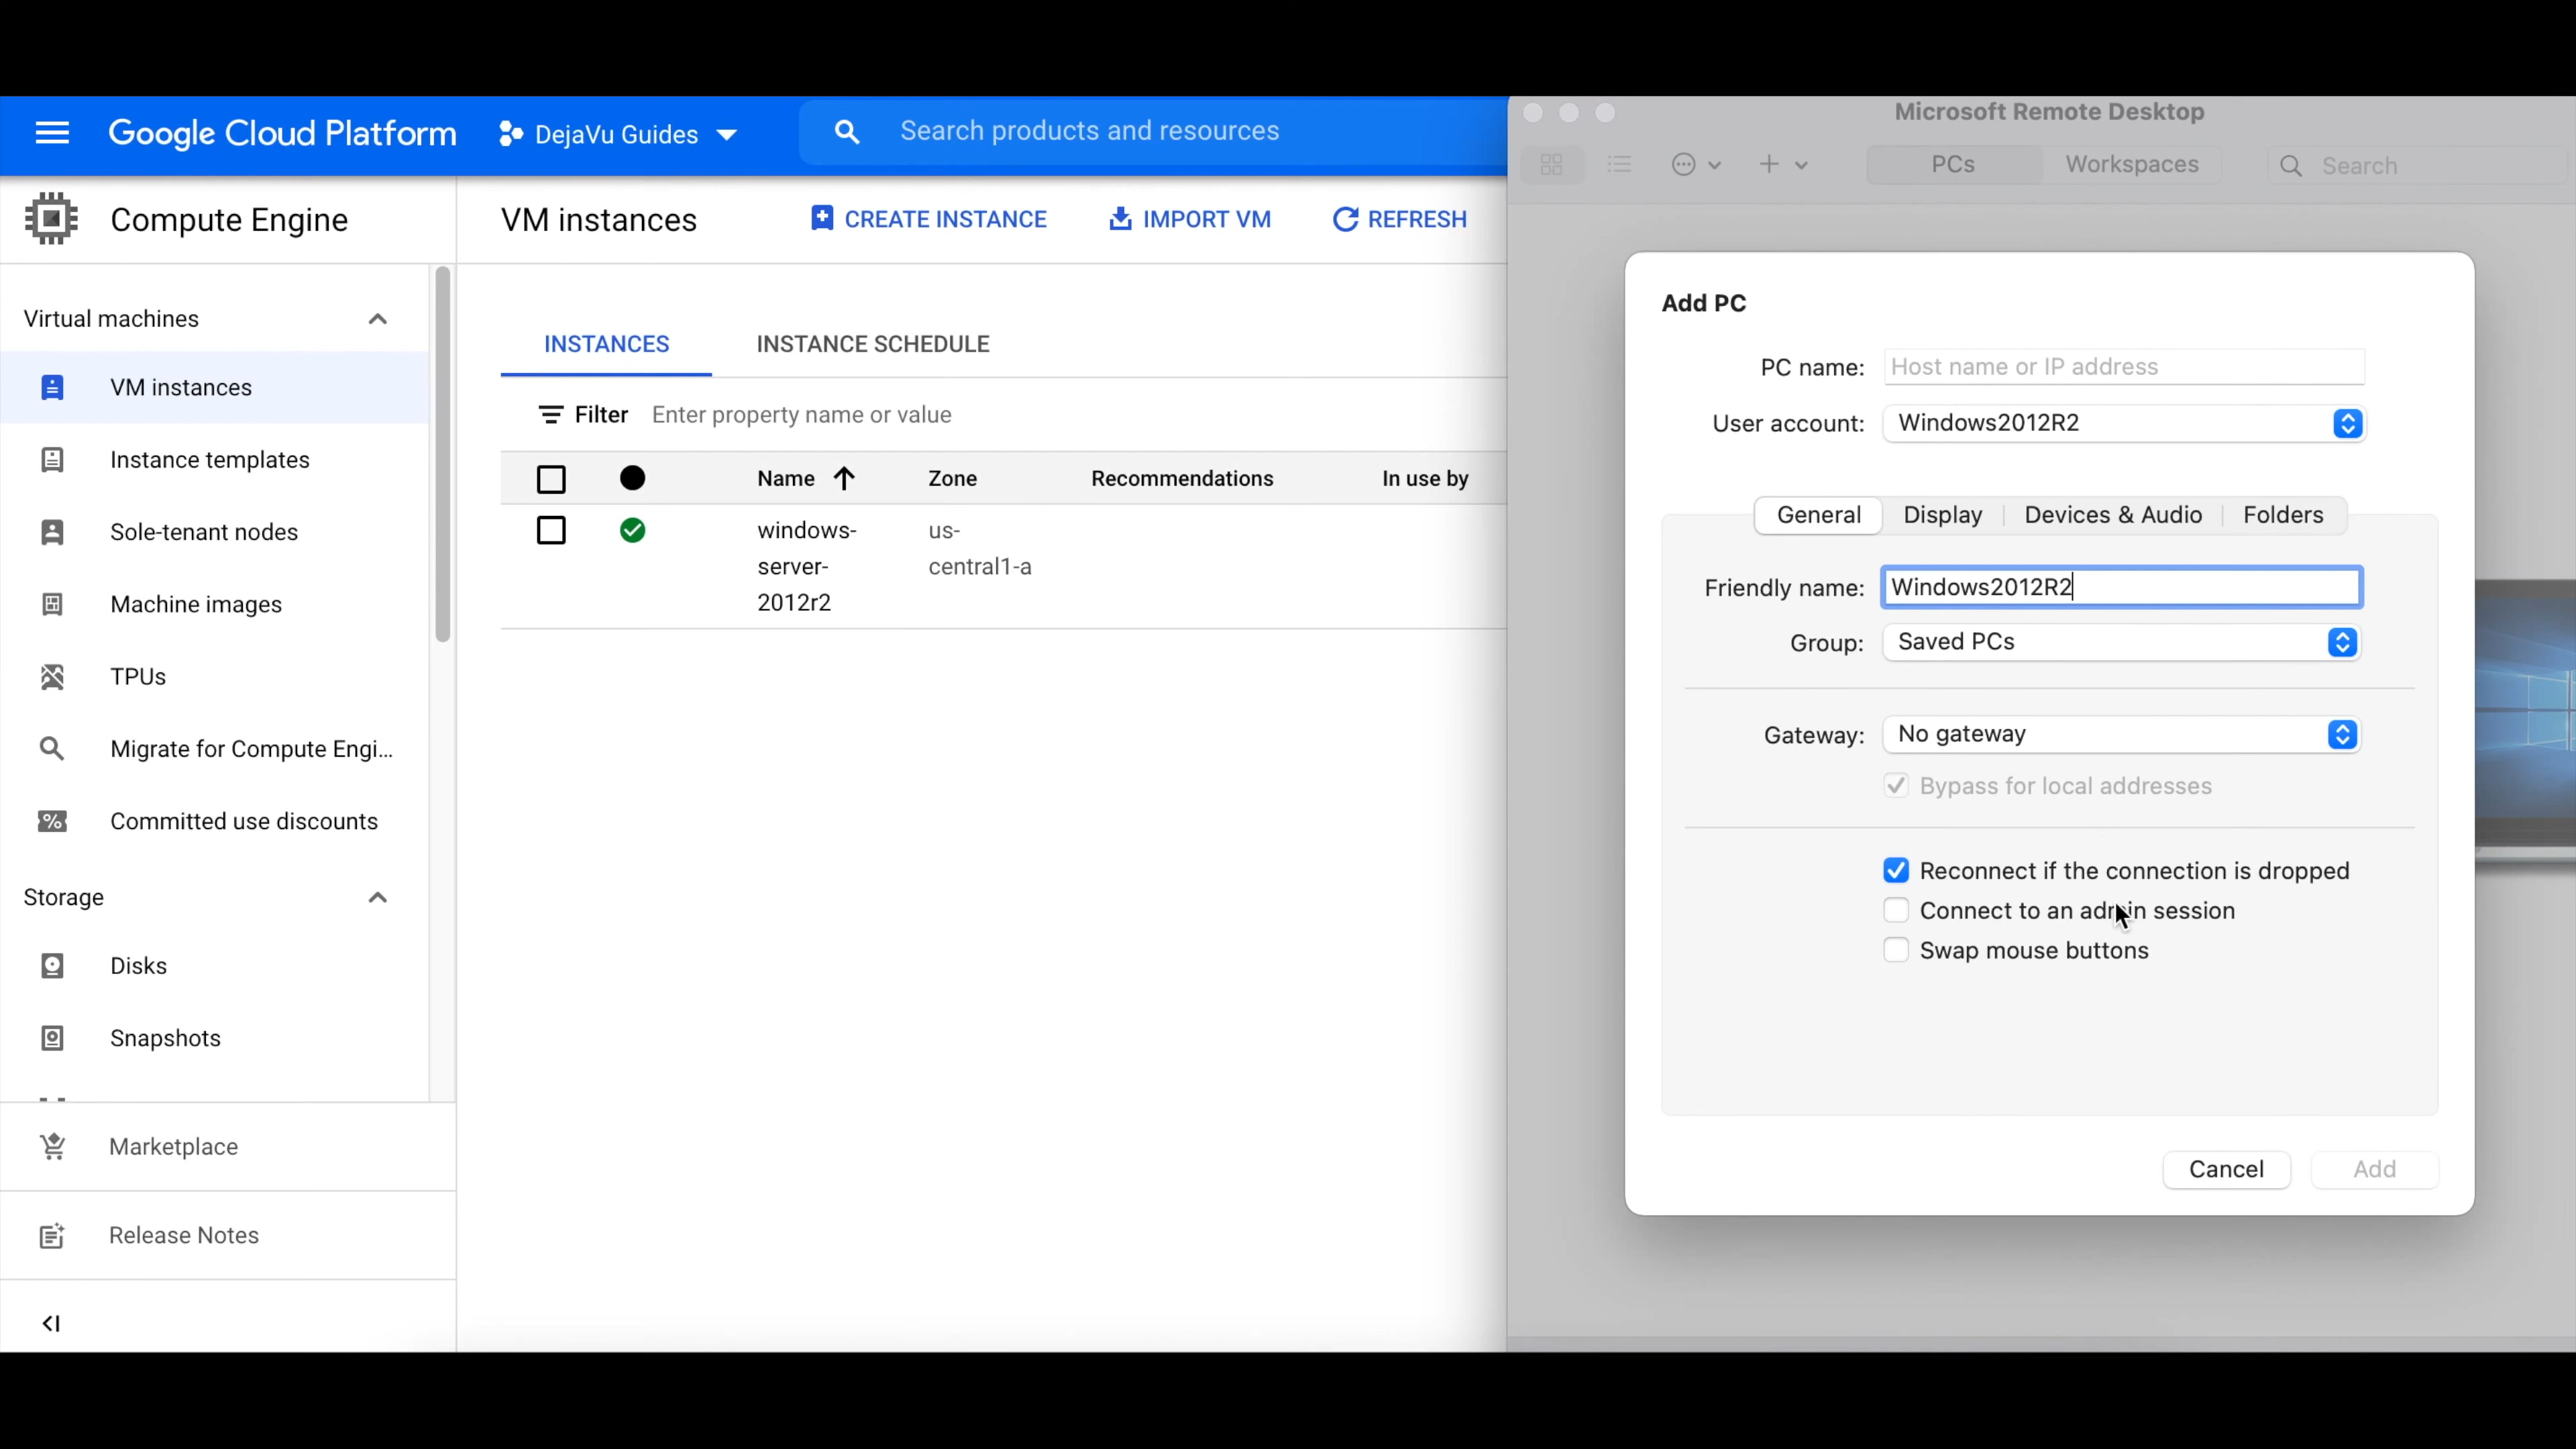 Google Cloud Platform
DejaVu Guides
Search products and resources
Compute Engine
VM instances
CREATE INSTANCE
IMPORT VM
REFRESH
Virtual machines
VM instances
Instance templates
Sole-tenant nodes
Machine images
TPUs
Migrate for Compute Engi...
Committed use discounts
Storage
Disks
Snapshots
Marketplace
Release Notes
INSTANCES
INSTANCE SCHEDULE
Filter
Enter property name or value
Name
Zone
Recommendations
In use by
windows-
server-
2012r2
us-
central1-a
Microsoft Remote Desktop
PCs
Workspaces
Search
Add PC
PC name: Host name or IP address
User account: Windows2012R2
General
Display
Devices & Audio
Folders
Friendly name: Windows2012R2
Group: Saved PCs
Gateway: No gateway
Bypass for local addresses
Reconnect if the connection is dropped
Connect to an admin session
Swap mouse buttons
Cancel
Add